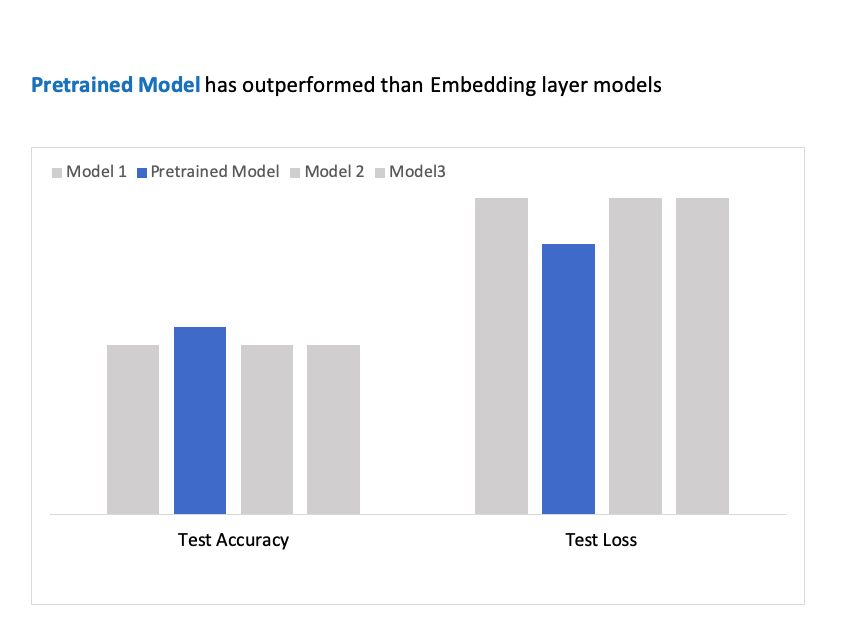 Pretrained Model has outperformed than Embedding layer models
Model 1 Pretrained Model Model 2 Model3
Test Accuracy Test Loss